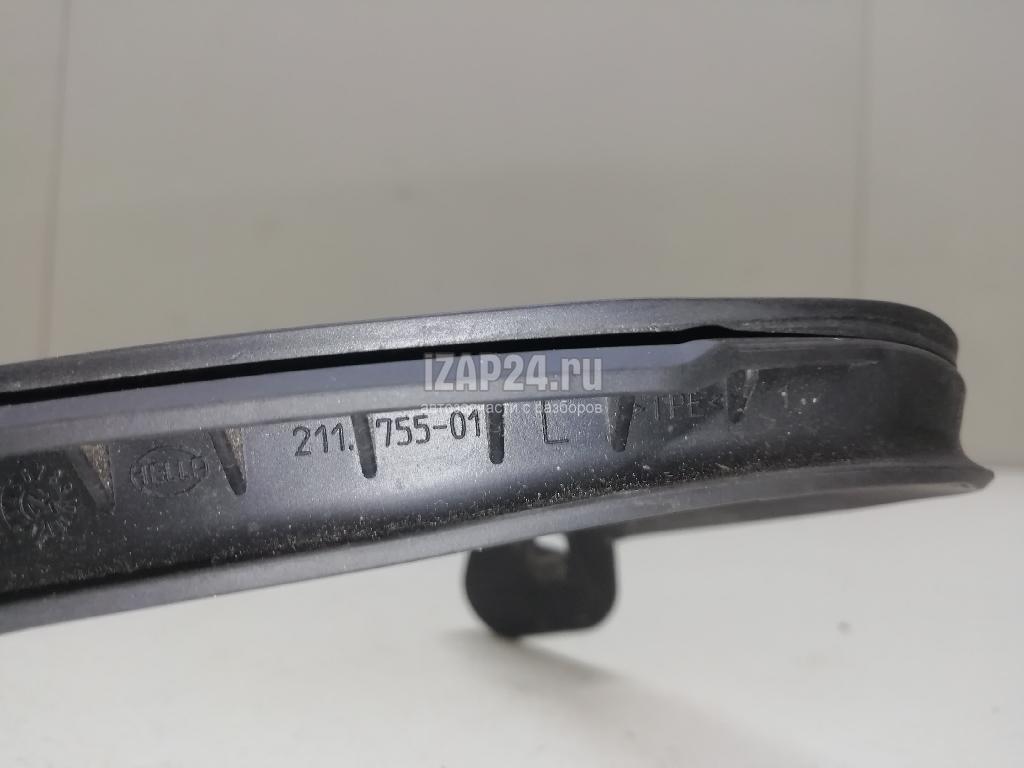 IZAP24.ru
автозапчасти с разборов
211. 755-01 L >TPE<
HELLA